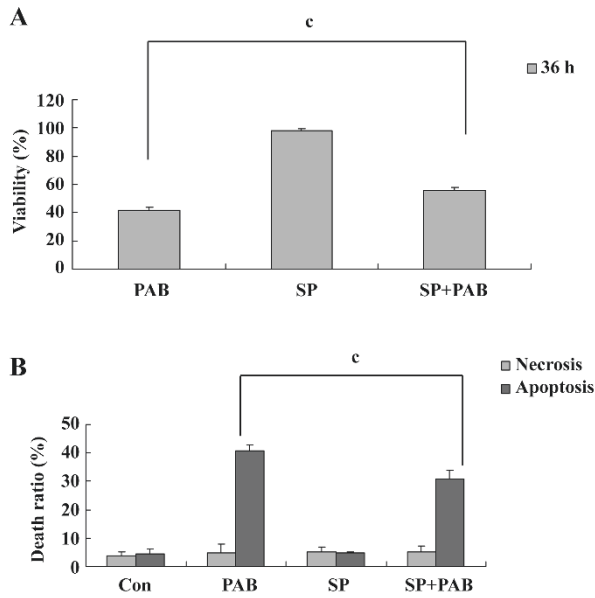 A
c
36 h
Viability (%)
120
100
80
60
40
20
0
PAB SP SP+PAB
B
c
Necrosis
Apoptosis
Death ratio (%)
50
40
30
20
10
0
Con PAB SP SP+PAB